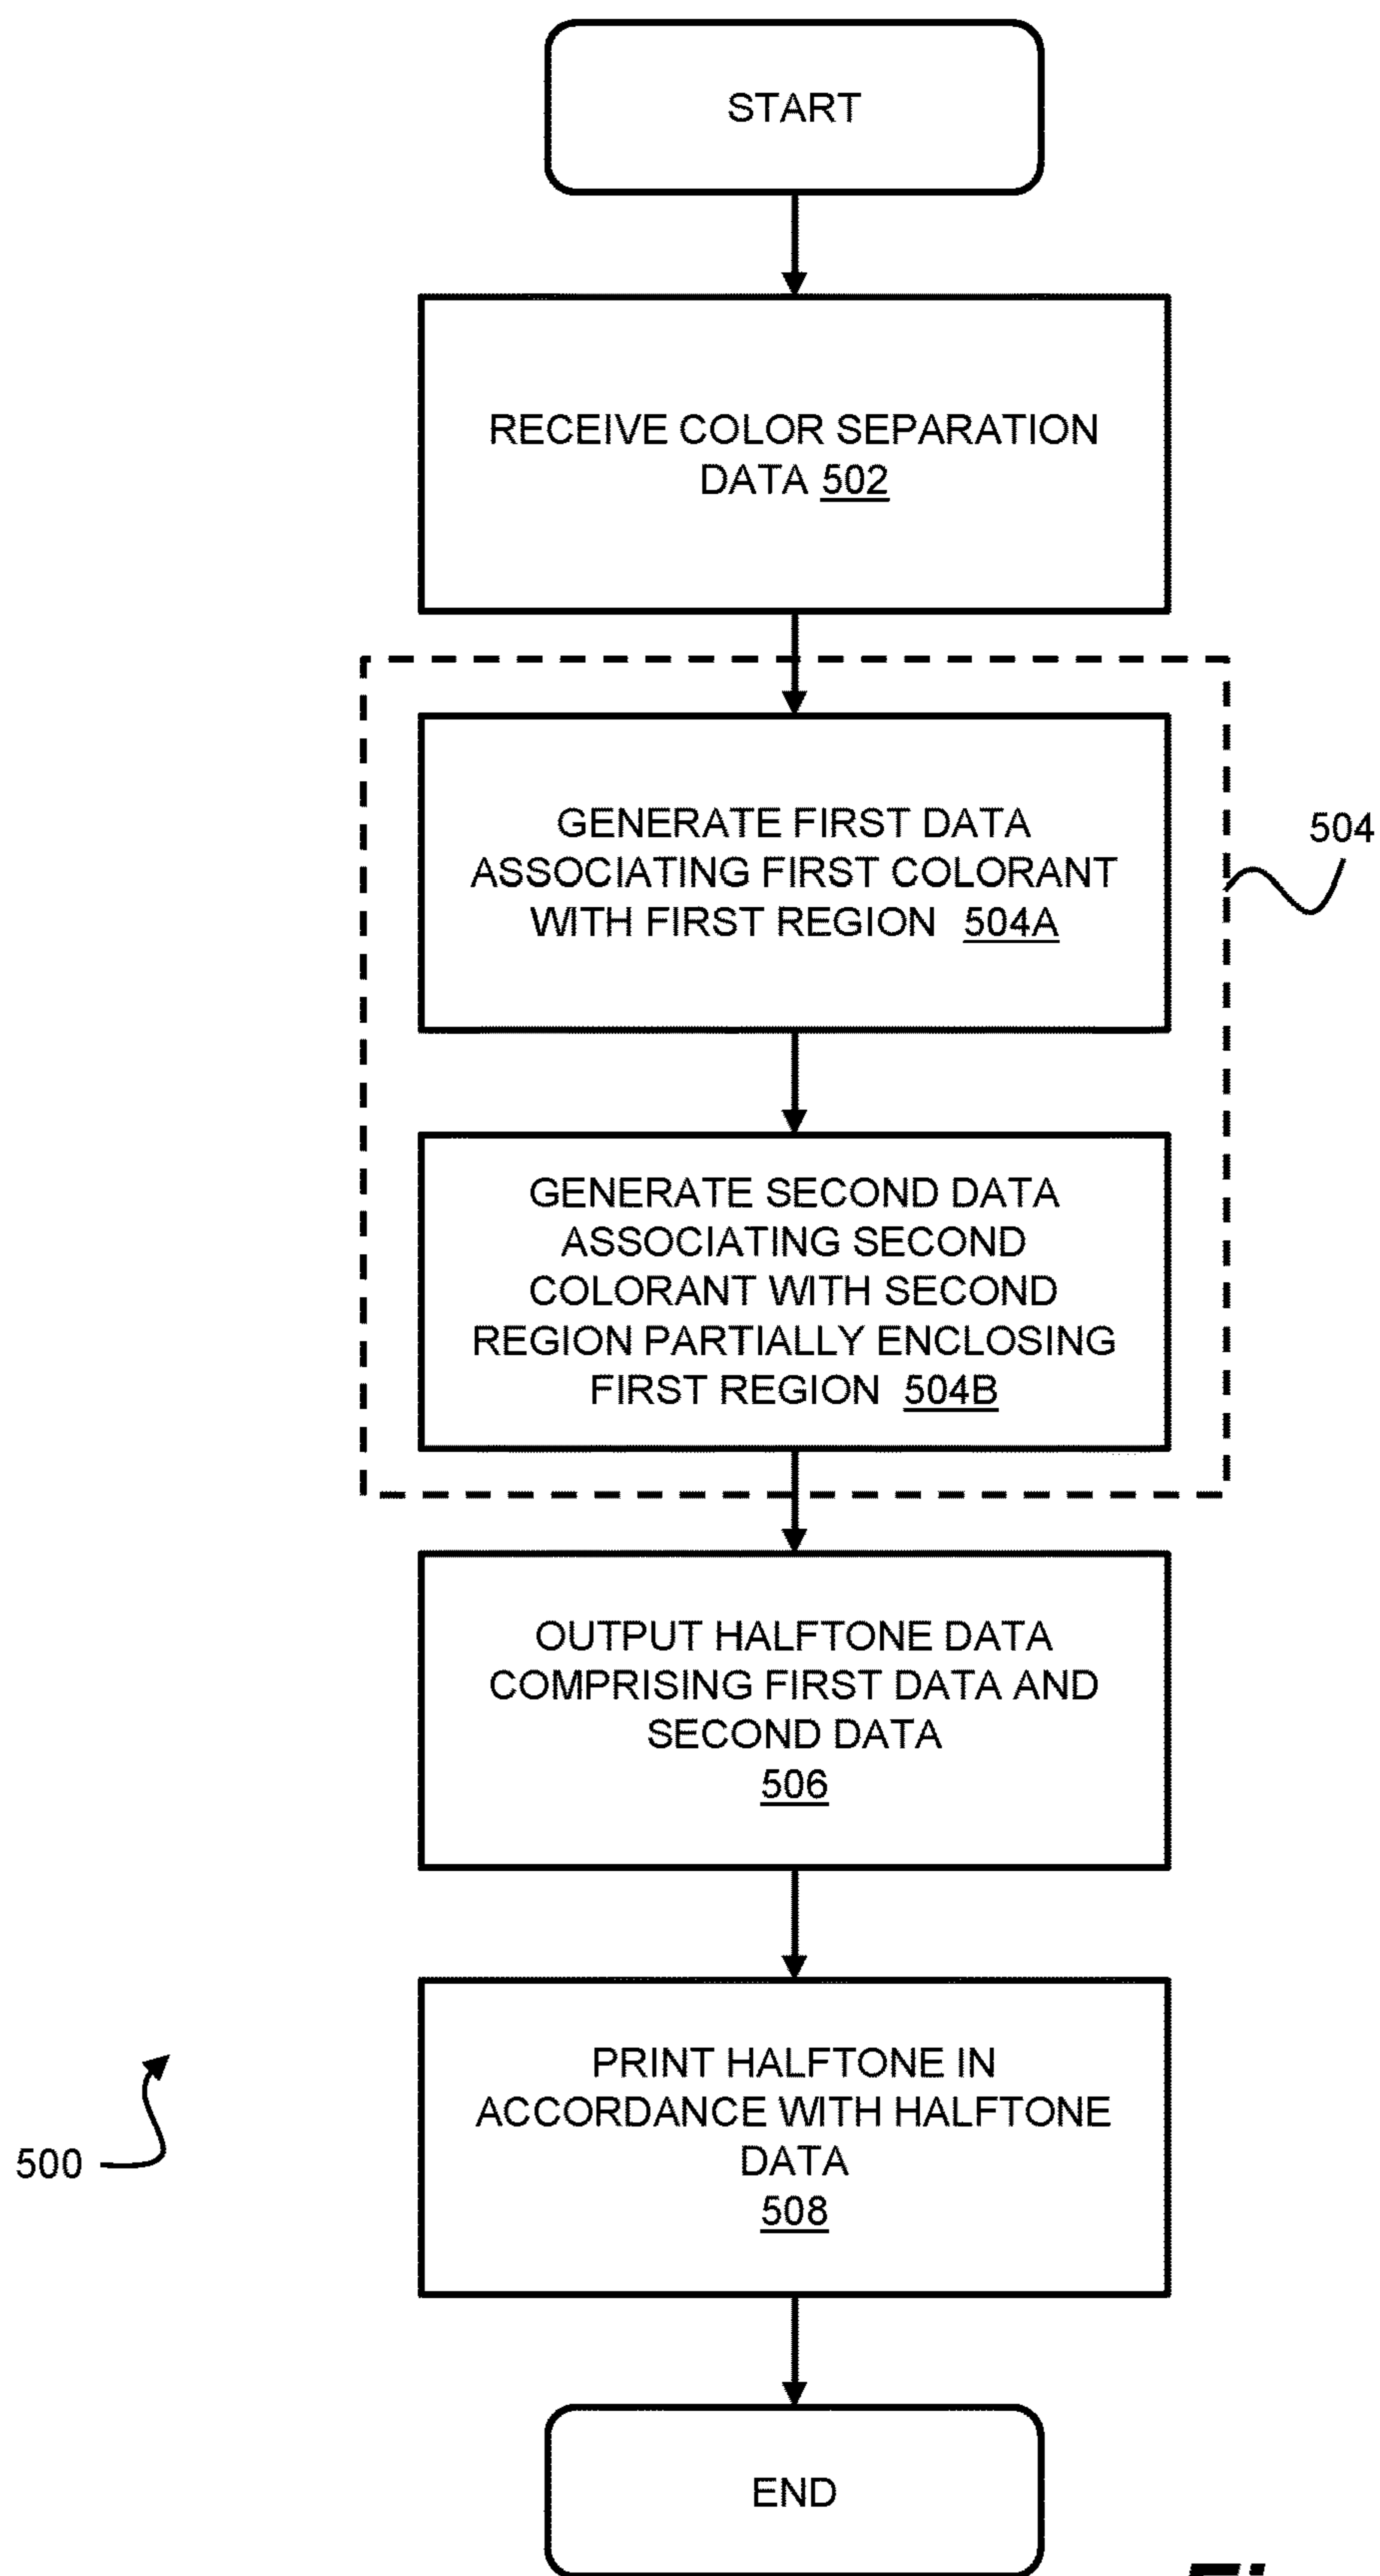 START
RECEIVE COLOR SEPARATION
DATA 502
GENERATE FIRST DATA
ASSOCIATING FIRST COLORANT
WITH FIRST REGION 504A
504
GENERATE SECOND DATA
ASSOCIATING SECOND
COLORANT WITH SECOND
REGION PARTIALLY ENCLOSING
FIRST REGION 504B
OUTPUT HALFTONE DATA
COMPRISING FIRST DATA AND
SECOND DATA
506
PRINT HALFTONE IN
ACCORDANCE WITH HALFTONE
DATA
508
500
END